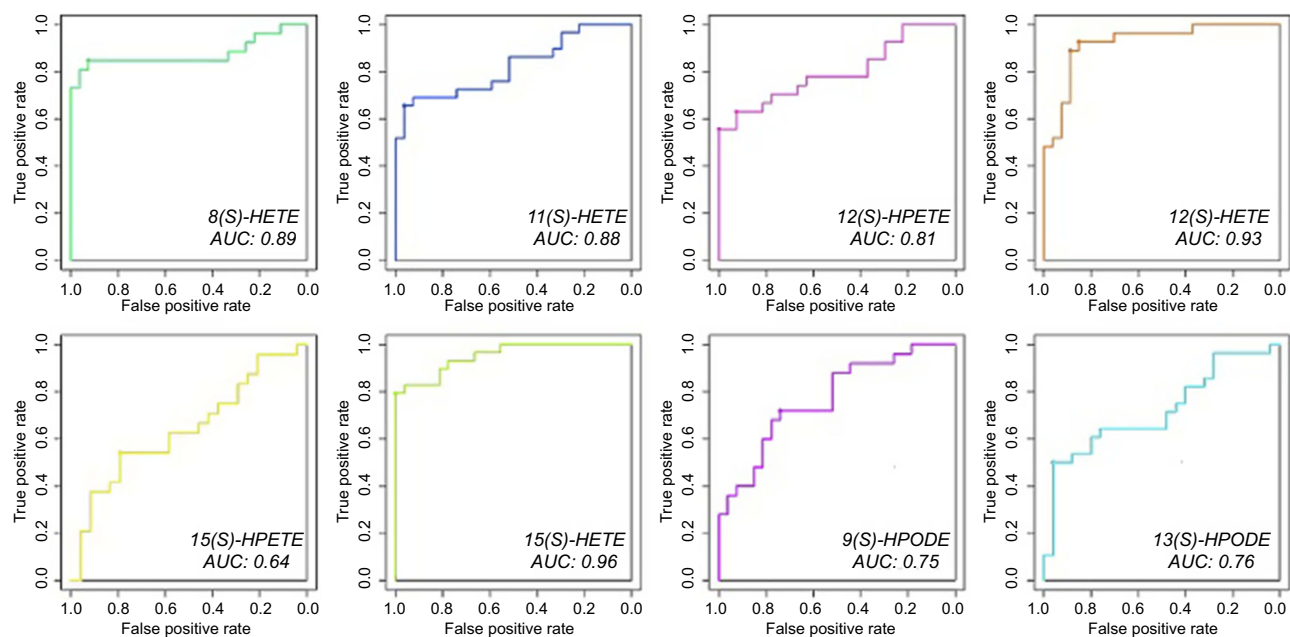 True positive rate
1.0
0.8
0.6
0.4
0.2
0.0
8(S)-HETE
AUC: 0.89
1.0 0.8 0.6 0.4 0.2 0.0
False positive rate
True positive rate
1.0
0.8
0.6
0.4
0.2
0.0
11(S)-HETE
AUC: 0.88
1.0 0.8 0.6 0.4 0.2 0.0
False positive rate
True positive rate
1.0
0.8
0.6
0.4
0.2
0.0
12(S)-HPETE
AUC: 0.81
1.0 0.8 0.6 0.4 0.2 0.0
False positive rate
True positive rate
1.0
0.8
0.6
0.4
0.2
0.0
12(S)-HETE
AUC: 0.93
1.0 0.8 0.6 0.4 0.2 0.0
False positive rate
True positive rate
1.0
0.8
0.6
0.4
0.2
0.0
15(S)-HPETE
AUC: 0.64
1.0 0.8 0.6 0.4 0.2 0.0
False positive rate
True positive rate
1.0
0.8
0.6
0.4
0.2
0.0
15(S)-HETE
AUC: 0.96
1.0 0.8 0.6 0.4 0.2 0.0
False positive rate
True positive rate
1.0
0.8
0.6
0.4
0.2
0.0
9(S)-HPODE
AUC: 0.75
1.0 0.8 0.6 0.4 0.2 0.0
False positive rate
True positive rate
1.0
0.8
0.6
0.4
0.2
0.0
13(S)-HPODE
AUC: 0.76
1.0 0.8 0.6 0.4 0.2 0.0
False positive rate